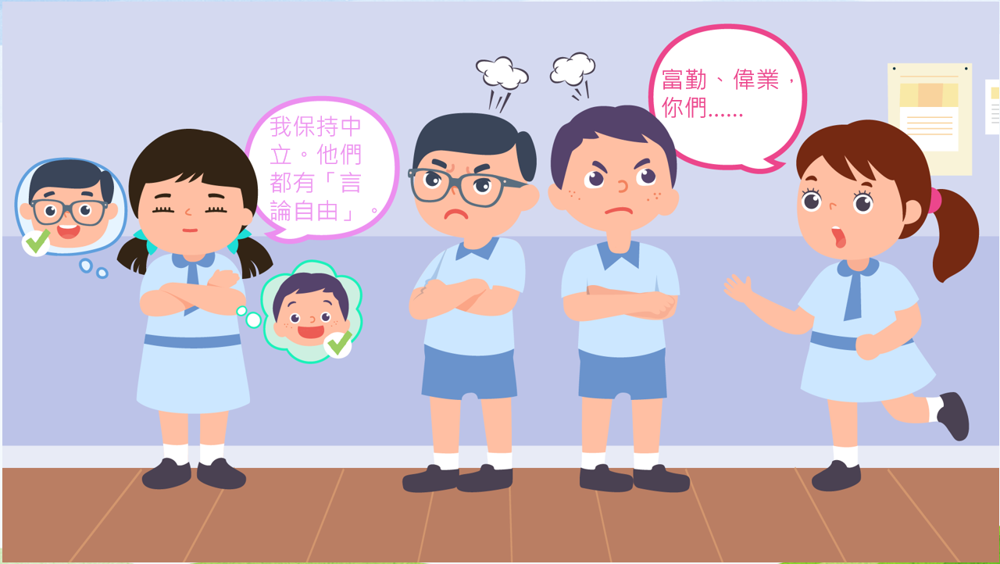 我保持中
立。他們
都有「言
論自由」。
富勤、偉業，
你們......